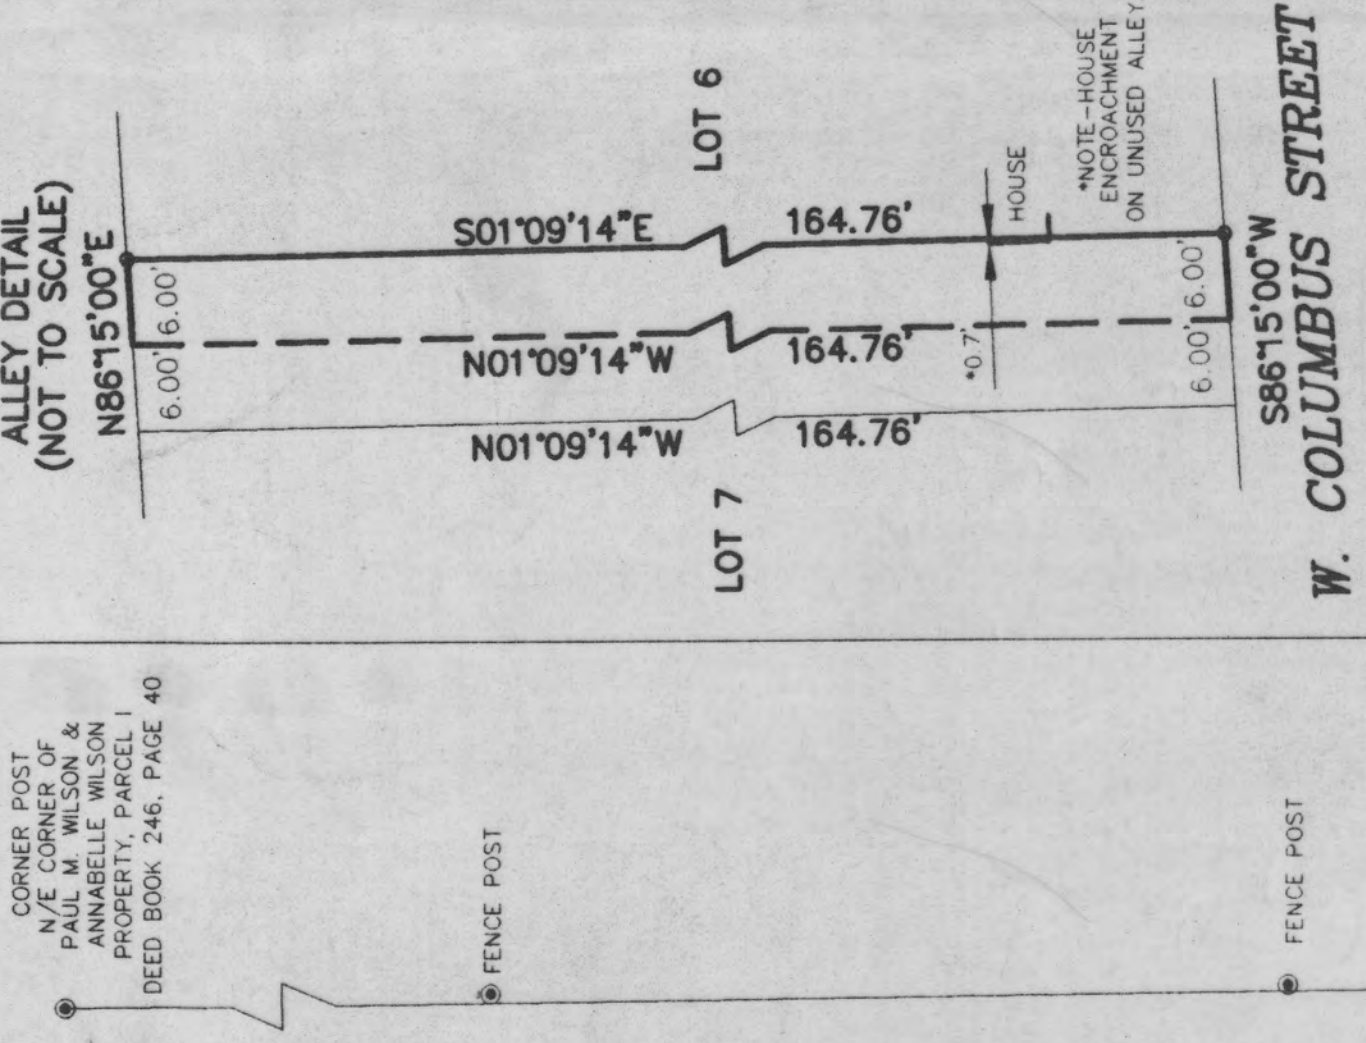 ALLEY DETAIL
(NOT TO SCALE)
N86°15'00"E
6.00'
6.00'
S01°09'14"E
164.76'
LOT 6
N01°09'14"W
164.76'
N01°09'14"W
164.76'
LOT 7
HOUSE
*0.7'
*NOTE-HOUSE
ENCROACHMENT
ON UNUSED ALLEY
6.00'
6.00'
S86°15'00"W
W. COLUMBUS STREET
CORNER POST
N/E CORNER OF
PAUL M. WILSON &
ANNABELLE WILSON
PROPERTY, PARCEL I
DEED BOOK 246, PAGE 40
FENCE POST
FENCE POST